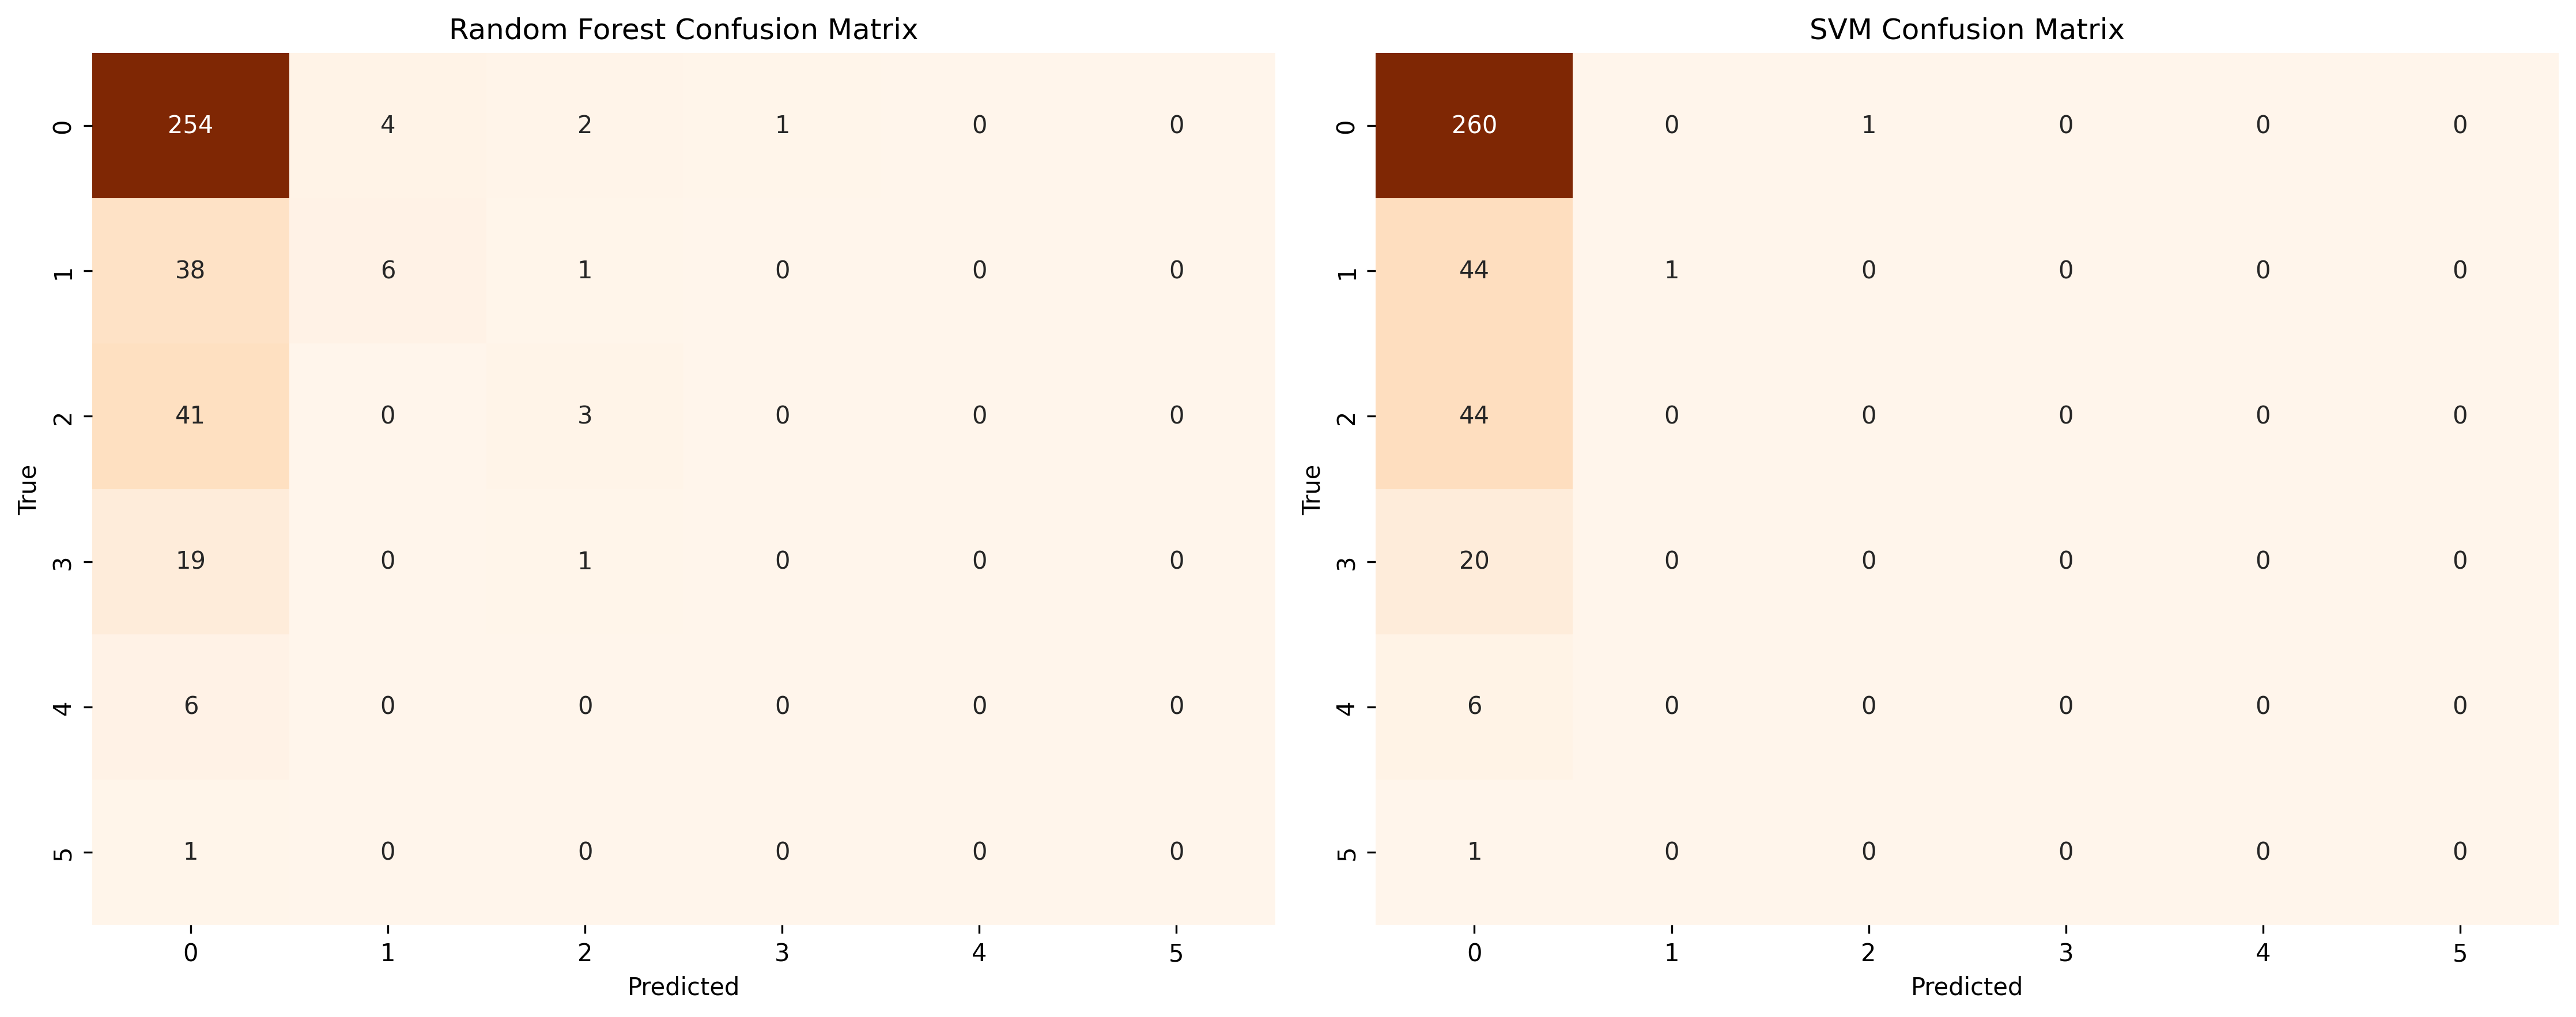 Random Forest Confusion Matrix
0 254 4 2 1 0 0
1 38 6 1 0 0 0
2 41 0 3 0 0 0
3 19 0 1 0 0 0
4 6 0 0 0 0 0
5 1 0 0 0 0 0
0 1 2 3 4 5
True
Predicted
SVM Confusion Matrix
0 260 0 1 0 0 0
1 44 1 0 0 0 0
2 44 0 0 0 0 0
3 20 0 0 0 0 0
4 6 0 0 0 0 0
5 1 0 0 0 0 0
0 1 2 3 4 5
True
Predicted